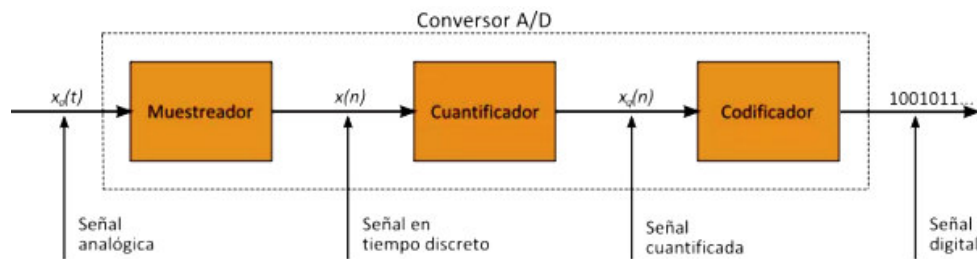 Conversor A/D
xa(t)
Muestreador
x(n)
Cuantificador
xq(n)
Codificador
1001011...
Señal
analógica
Señal en
tiempo discreto
Señal
cuantificada
Señal
digital